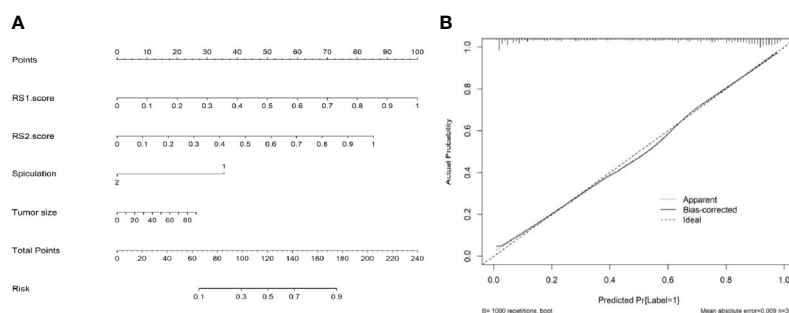 A
Points
0 10 20 30 40 50 60 70 80 90 100
RS1.score
0 0.1 0.2 0.3 0.4 0.5 0.6 0.7 0.8 0.9 1
RS2.score
0 0.1 0.2 0.3 0.4 0.5 0.6 0.7 0.8 0.9 1
Spiculation
1
2
Tumor size
0 20 40 60 80
Total Points
0 20 40 60 80 100 120 140 160 180 200 220 240
Risk
0.1 0.3 0.5 0.7 0.9
B
Actual Probability
1.0
0.8
0.6
0.4
0.2
0.0
Apparent
Bias-corrected
Ideal
0.0 0.2 0.4 0.6 0.8 1.0
Predicted Pr{Label=1}
B= 1000 repetitions, boot
Mean absolute error=0.009